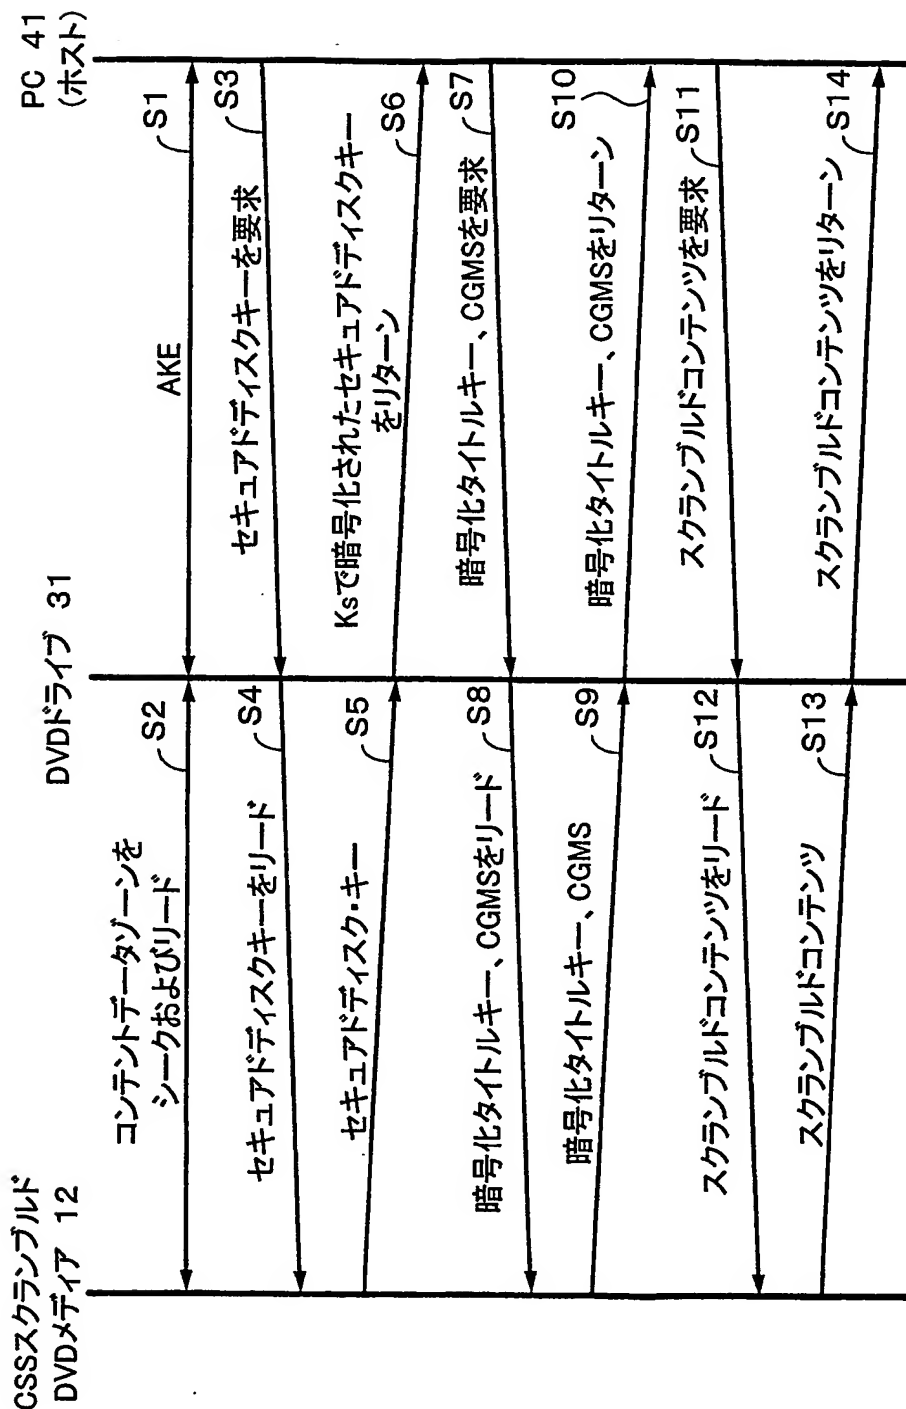 CSSスクランブルド
DVDメディア 12
DVDドライブ 31
PC 41
(ホスト)
AKE
S1
コンテントデータゾーンを
シークおよびリード
S2
セキュアドディスクキーを要求
S3
セキュアドディスクキーをリード
S4
セキュアドディスク・キー
S5
Ksで暗号化されたセキュアドディスクキー
をリターン
S6
暗号化タイトルキー、CGMSを要求
S7
暗号化タイトルキー、CGMSをリード
S8
暗号化タイトルキー、CGMS
S9
暗号化タイトルキー、CGMSをリターン
S10
スクランブルドコンテンツを要求
S11
スクランブルドコンテンツをリード
S12
スクランブルドコンテンツ
S13
スクランブルドコンテンツをリターン
S14